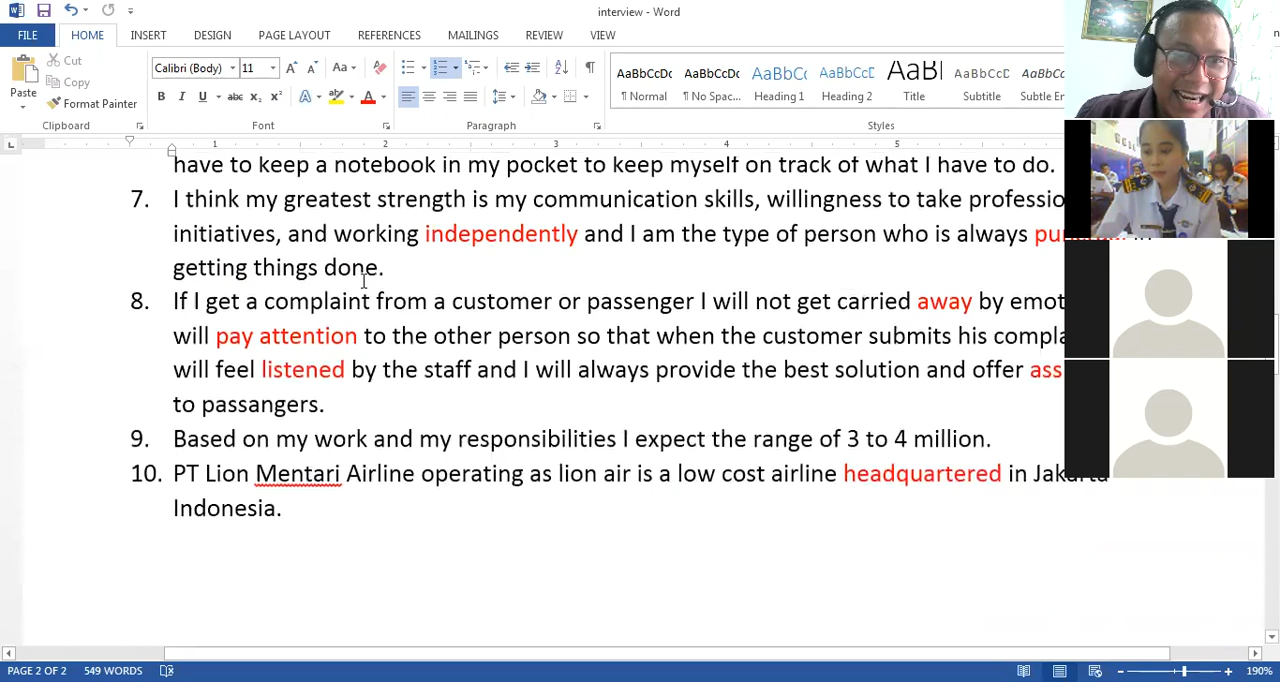 interview - Word
FILE HOME INSERT DESIGN PAGE LAYOUT REFERENCES MAILINGS REVIEW VIEW
Cut
Copy
Format Painter
Paste
Calibri (Body) 11
AaBbCcDc AaBbCcDc AaBbCc AaBbCcC AaBl AaBbCcC AaBbCcDc
¶ Normal ¶ No Spac... Heading 1 Heading 2 Title Subtitle Subtle Em
Clipboard Font Paragraph Styles
1 2 3 4 5
have to keep a notebook in my pocket to keep myself on track of what I have to do.
7. I think my greatest strength is my communication skills, willingness to take professio
initiatives, and working independently and I am the type of person who is always in
getting things done.
8. If I get a complaint from a customer or passenger I will not get carried away by emot
will pay attention to the other person so that when the customer submits his compla
will feel listened by the staff and I will always provide the best solution and offer ass
to passangers.
9. Based on my work and my responsibilities I expect the range of 3 to 4 million.
10. PT Lion Mentari Airline operating as lion air is a low cost airline headquartered in Jakarta
Indonesia.
PAGE 2 OF 2 549 WORDS 190%